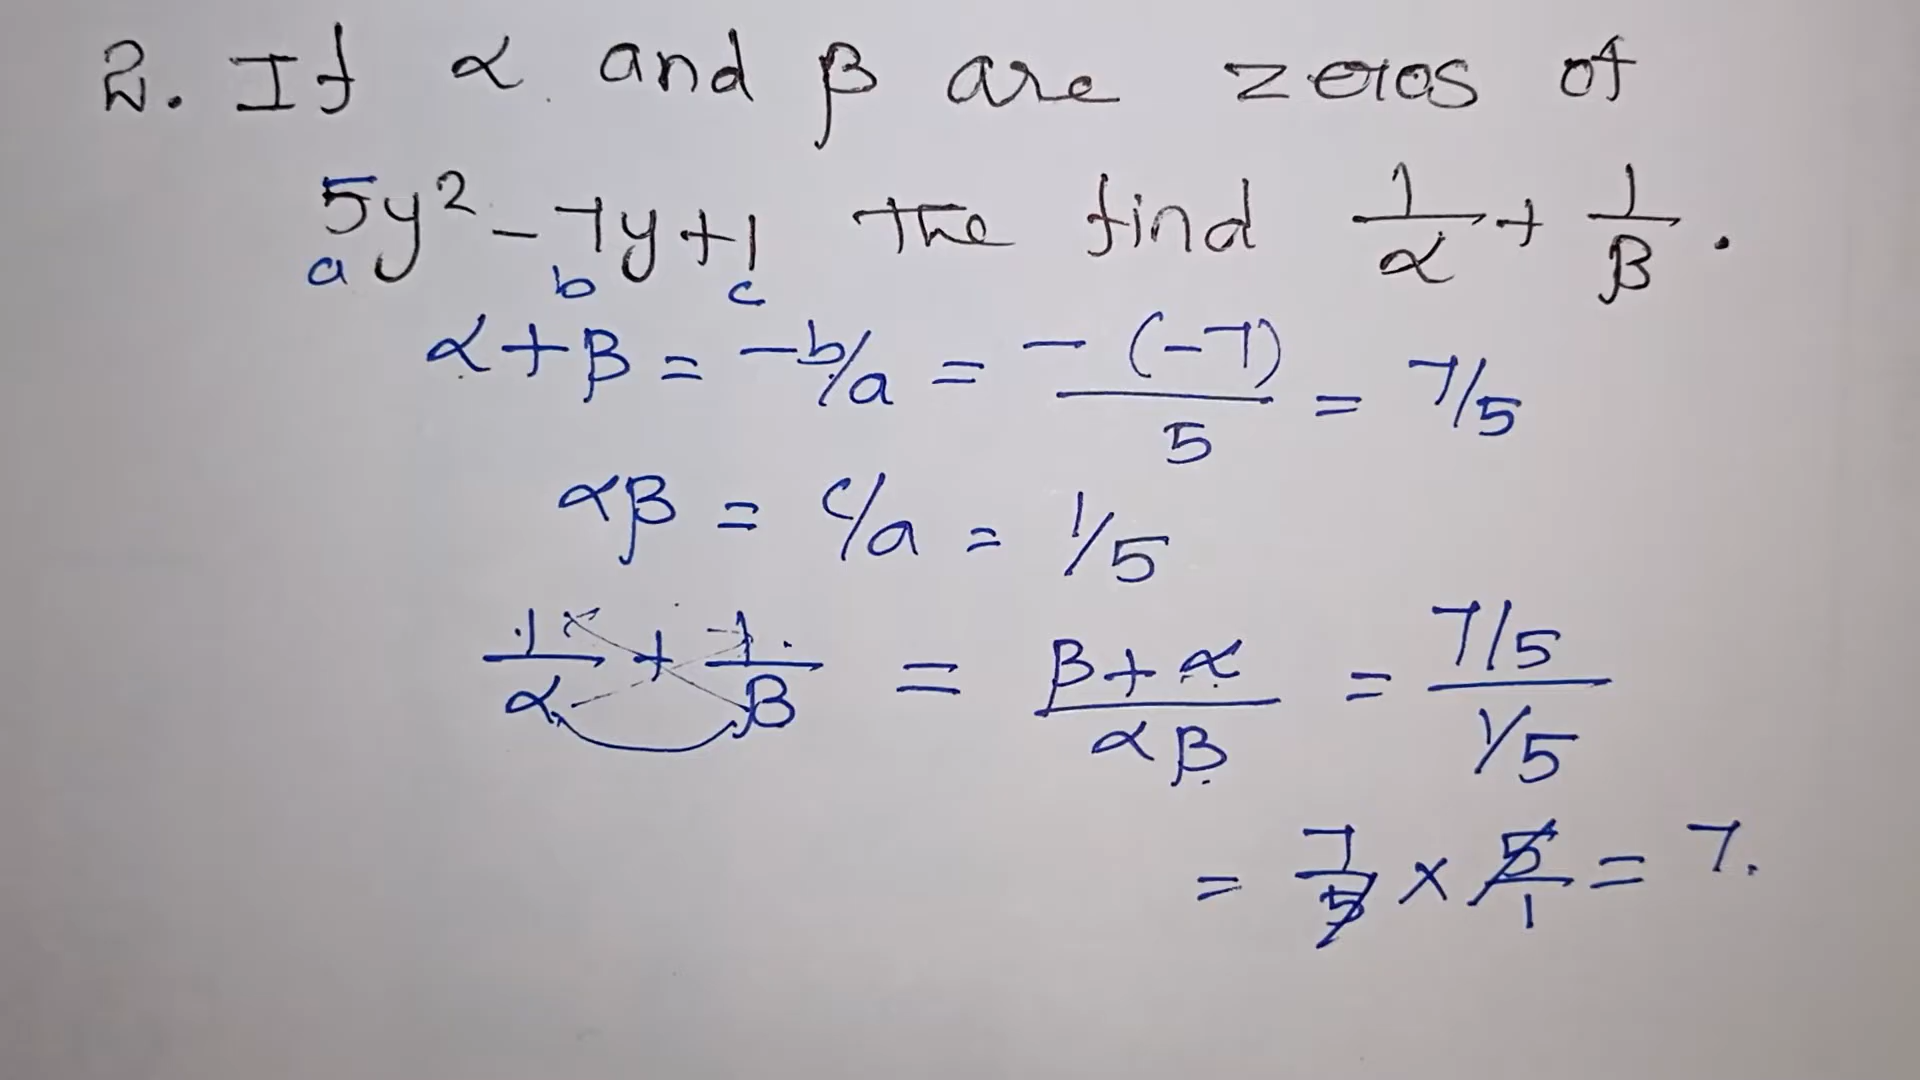 2. If α and β are zeros of
5y² - 7y + 1 the find 1/α + 1/β.
a b c
α + β = -b/a = -(-7)/5 = 7/5
αβ = c/a = 1/5
1/α + 1/β = β + α/αβ = 7/5/1/5
= 7/5 × 5/1 = 7.